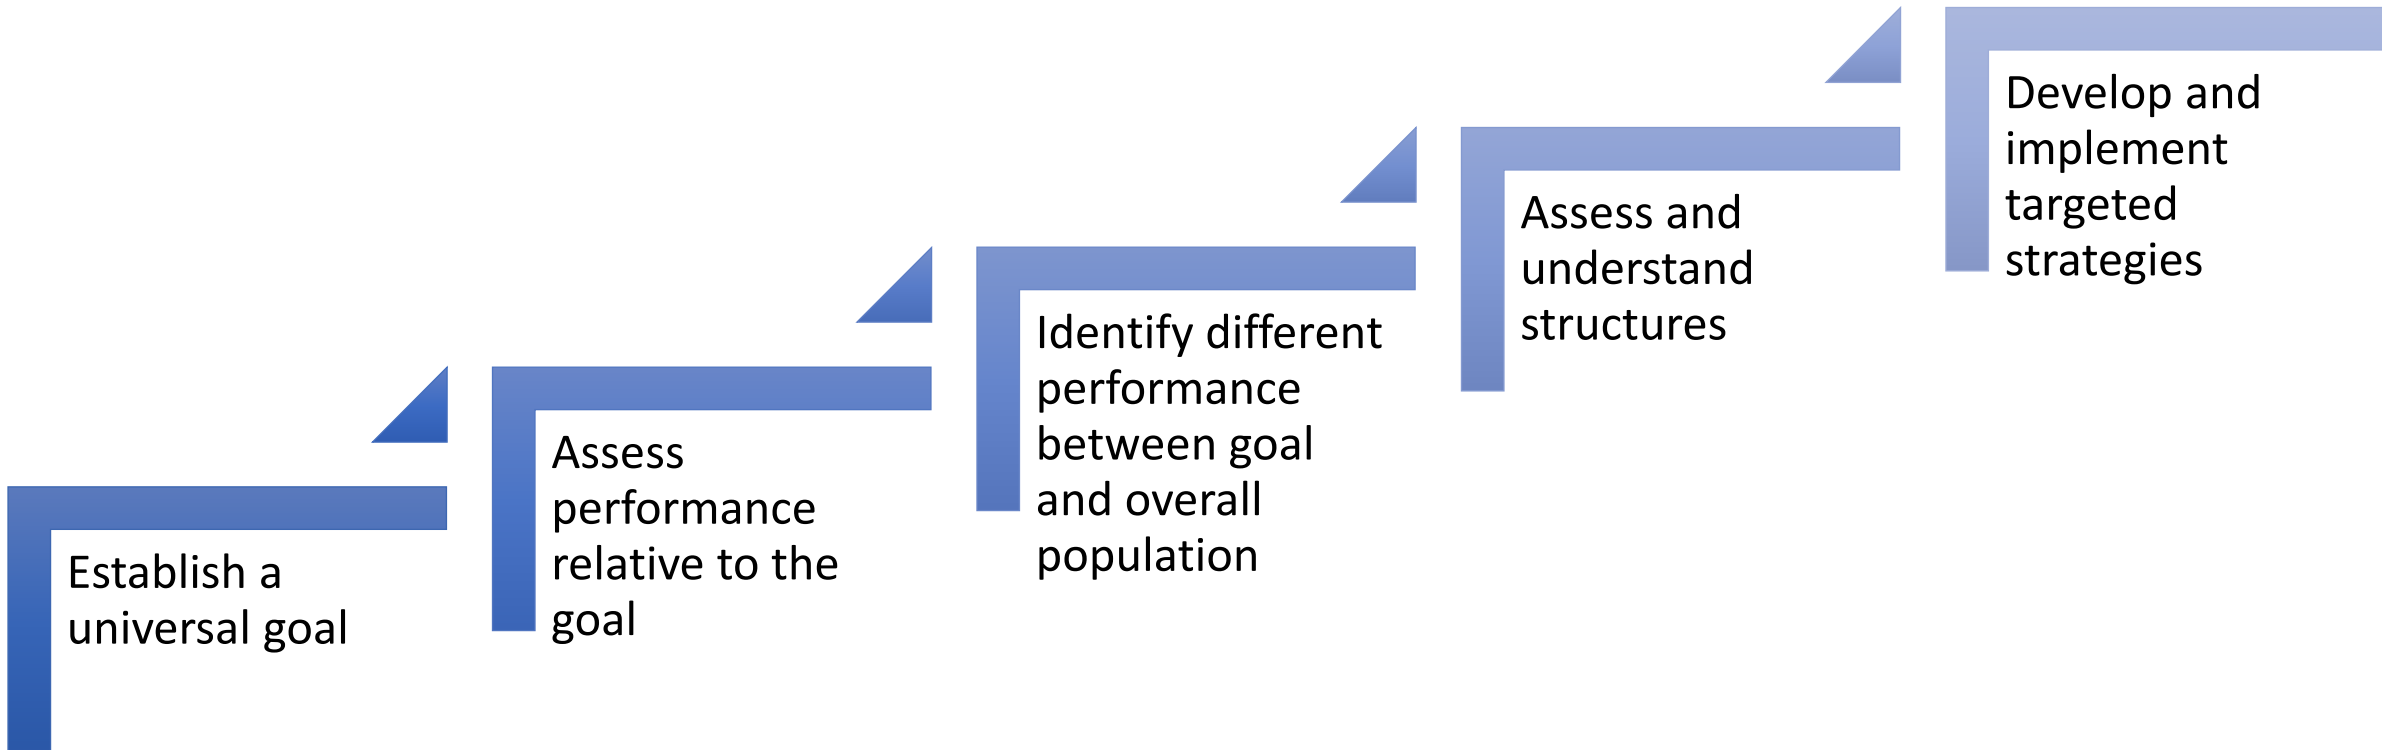 Establish a
universal goal
Assess
performance
relative to the
goal
Identify different
performance
between goal
and overall
population
Assess and
understand
structures
Develop and
implement
targeted
strategies